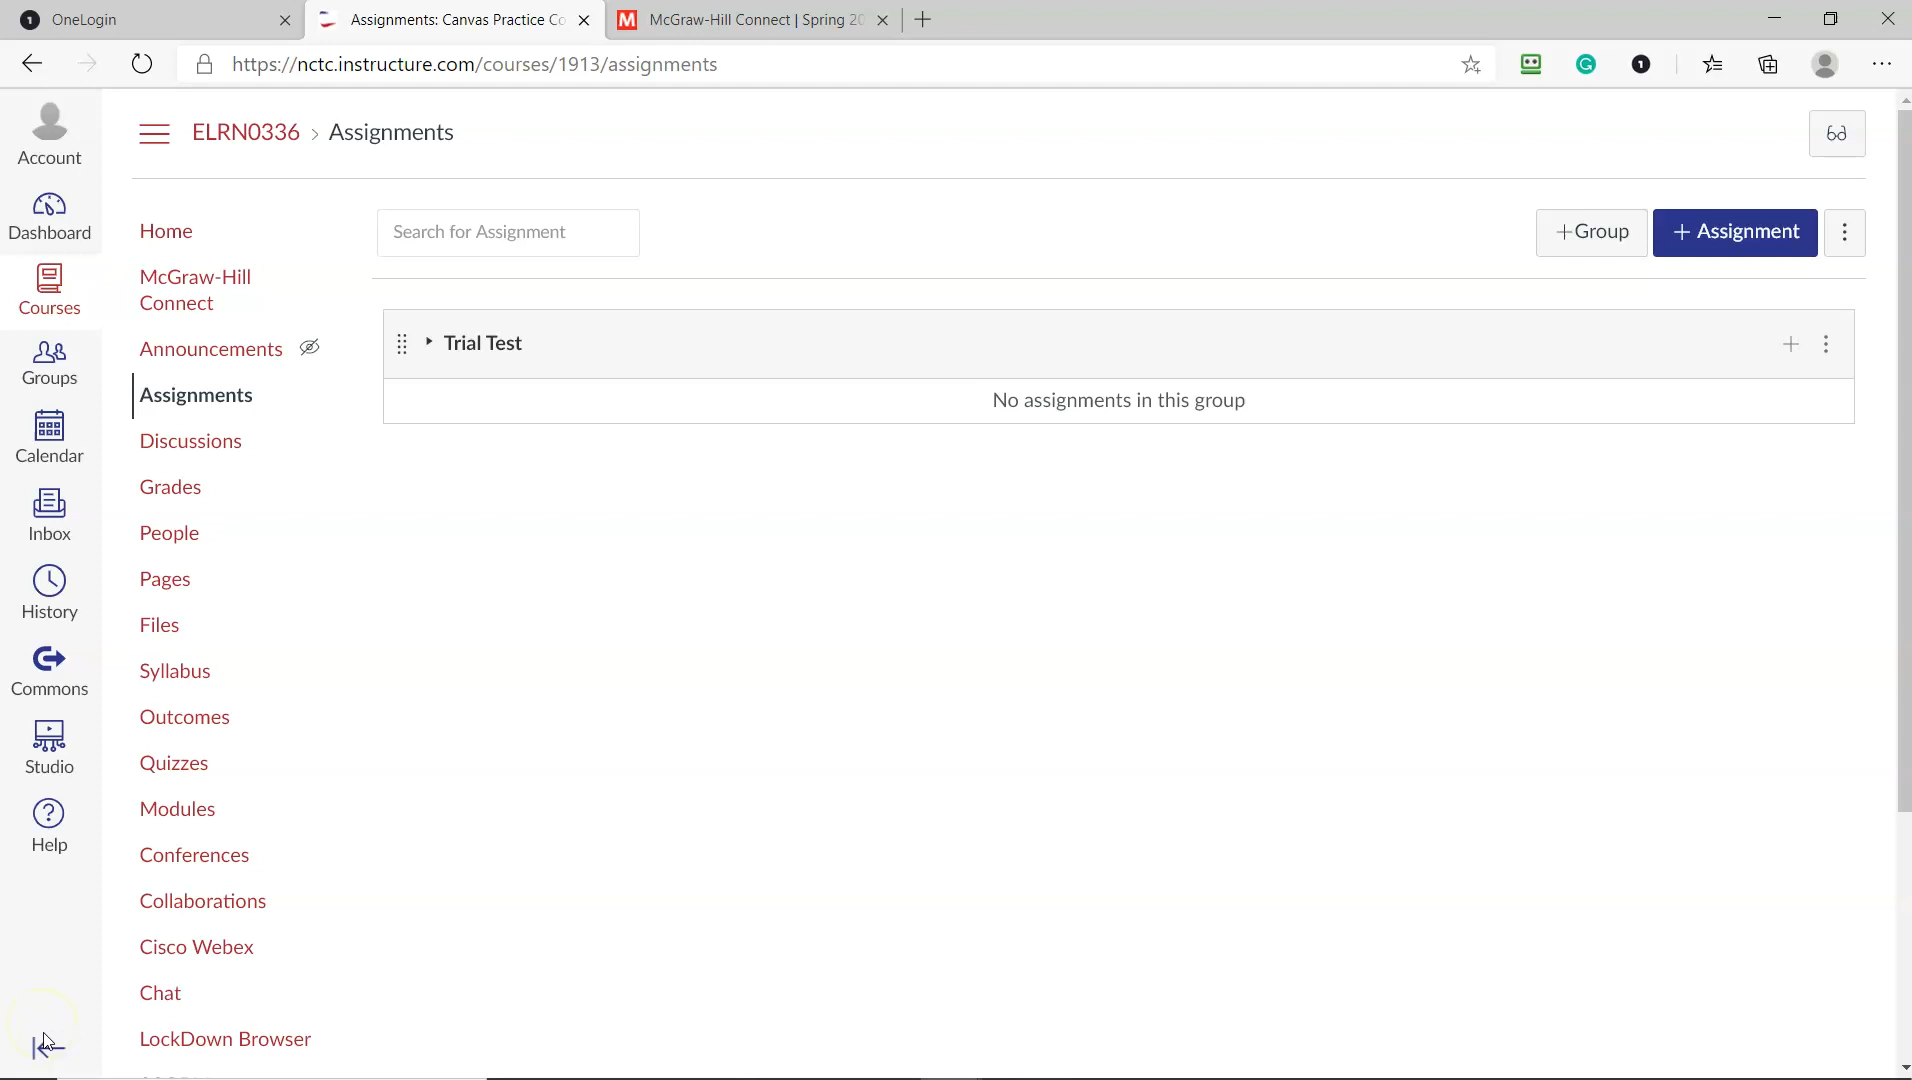 OneLogin
Assignments: Canvas Practice Co
McGraw-Hill Connect | Spring 20
https://nctc.instructure.com/courses/1913/assignments
Account
Dashboard
Courses
Groups
Calendar
Inbox
History
Commons
Studio
Help
ELRN0336 > Assignments
Home
McGraw-Hill
Connect
Announcements
Assignments
Discussions
Grades
People
Pages
Files
Syllabus
Outcomes
Quizzes
Modules
Conferences
Collaborations
Cisco Webex
Chat
LockDown Browser
Search for Assignment
+Group
+ Assignment
Trial Test
No assignments in this group